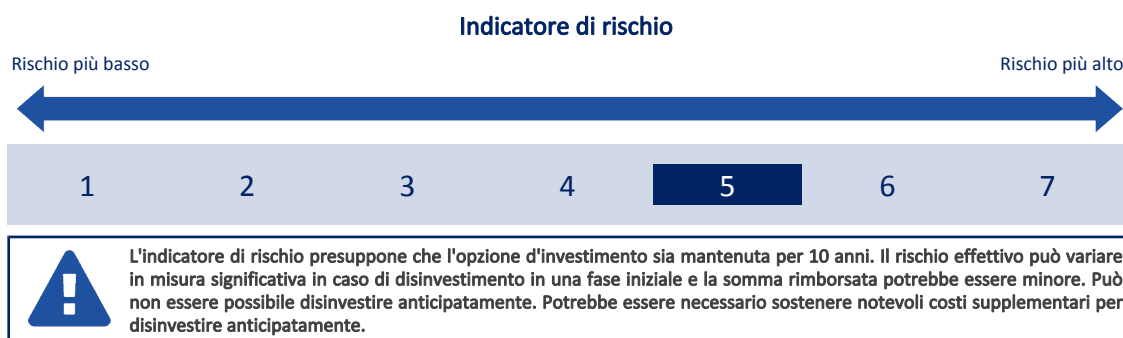 Indicatore di rischio
Rischio più basso
Rischio più alto
1 2 3 4 5 6 7
L'indicatore di rischio presuppone che l'opzione d'investimento sia mantenuta per 10 anni. Il rischio effettivo può variare
in misura significativa in caso di disinvestimento in una fase iniziale e la somma rimborsata potrebbe essere minore. Può
non essere possibile disinvestire anticipatamente. Potrebbe essere necessario sostenere notevoli costi supplementari per
disinvestire anticipatamente.